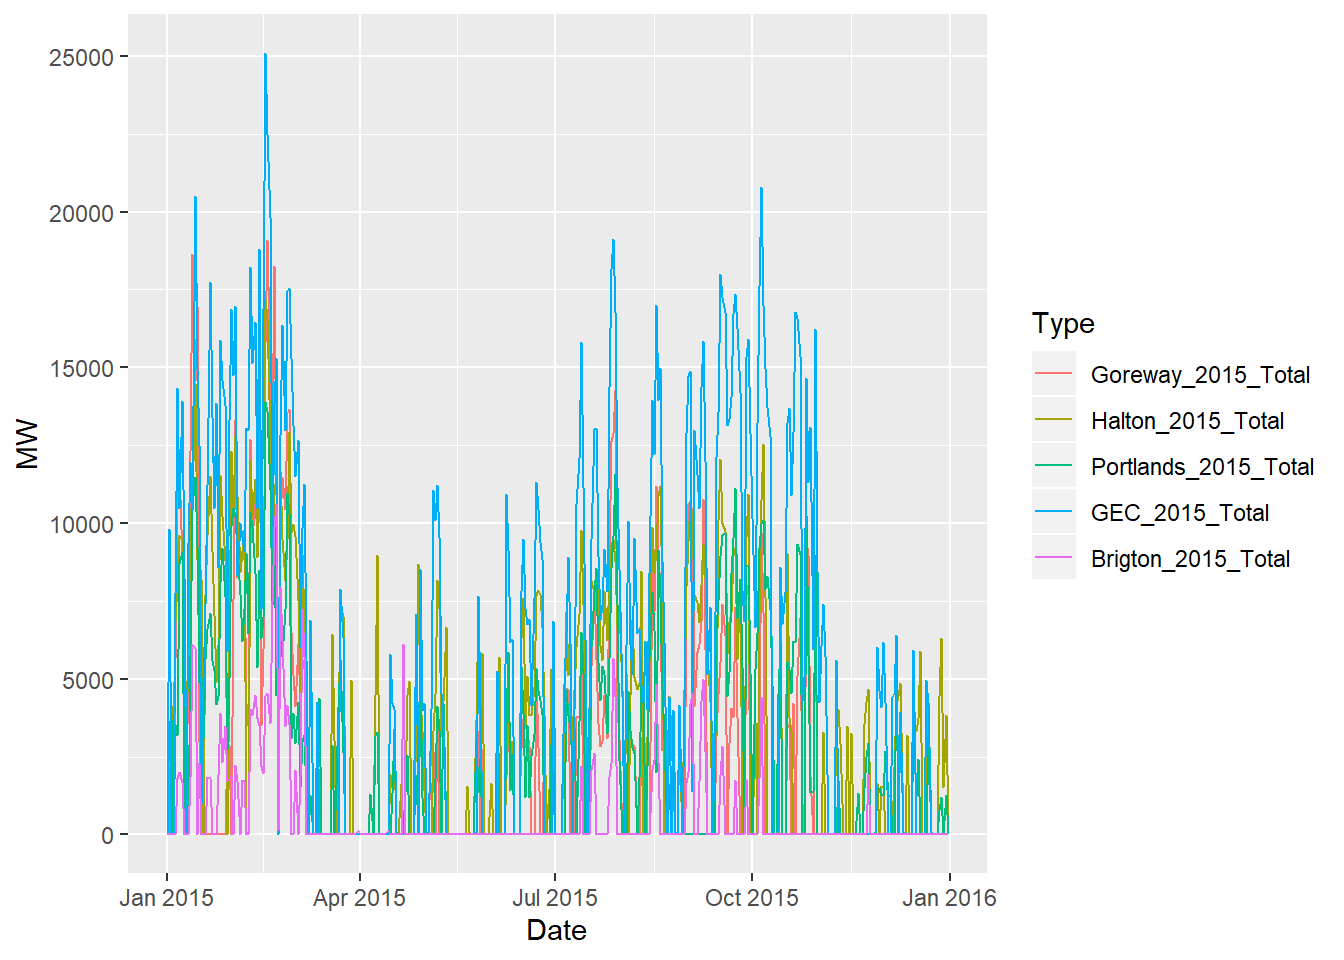 25000
20000
15000
10000
5000
0
MW
Jan 2015
Apr 2015
Jul 2015
Oct 2015
Jan 2016
Date
Type
Goreway_2015_Total
Halton_2015_Total
Portlands_2015_Total
GEC_2015_Total
Brigton_2015_Total